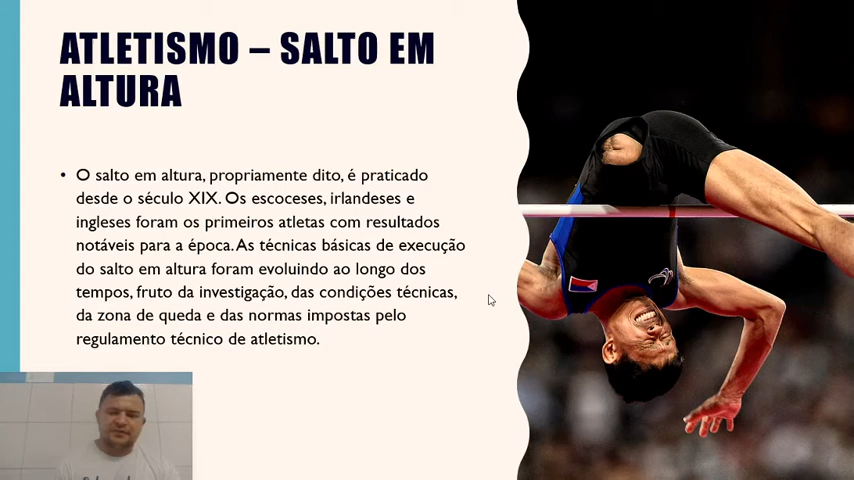 ATLETISMO – SALTO EM
ALTURA
• O salto em altura, propriamente dito, é praticado
desde o século XIX. Os escoceses, irlandeses e
ingleses foram os primeiros atletas com resultados
notáveis para a época. As técnicas básicas de execução
do salto em altura foram evoluindo ao longo dos
tempos, fruto da investigação, das condições técnicas,
da zona de queda e das normas impostas pelo
regulamento técnico de atletismo.